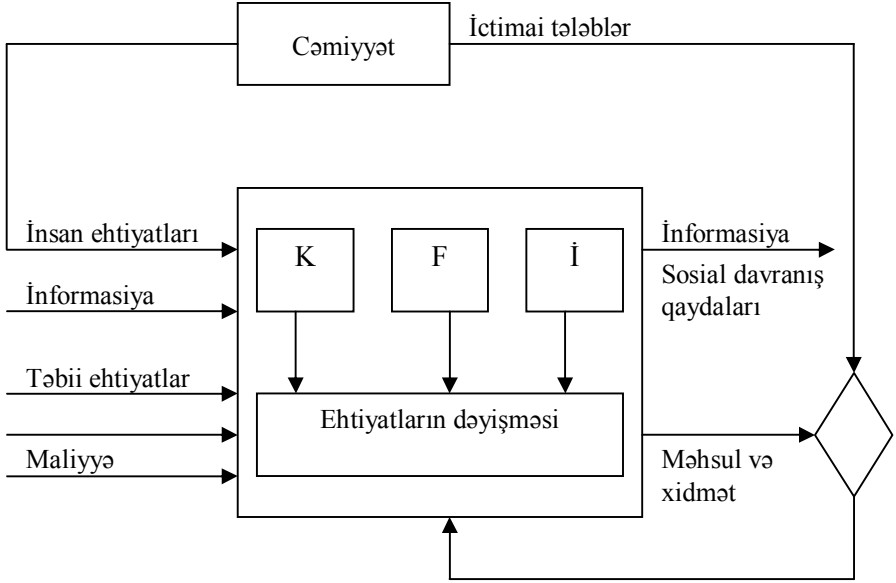 Cəmiyyət
İctimai tələblər
İnsan ehtiyatları
İnformasiya
Təbii ehtiyatlar
Maliyyə
K
F
İ
Ehtiyatların dəyişməsi
İnformasiya
Sosial davranış
qaydaları
Məhsul və
xidmət